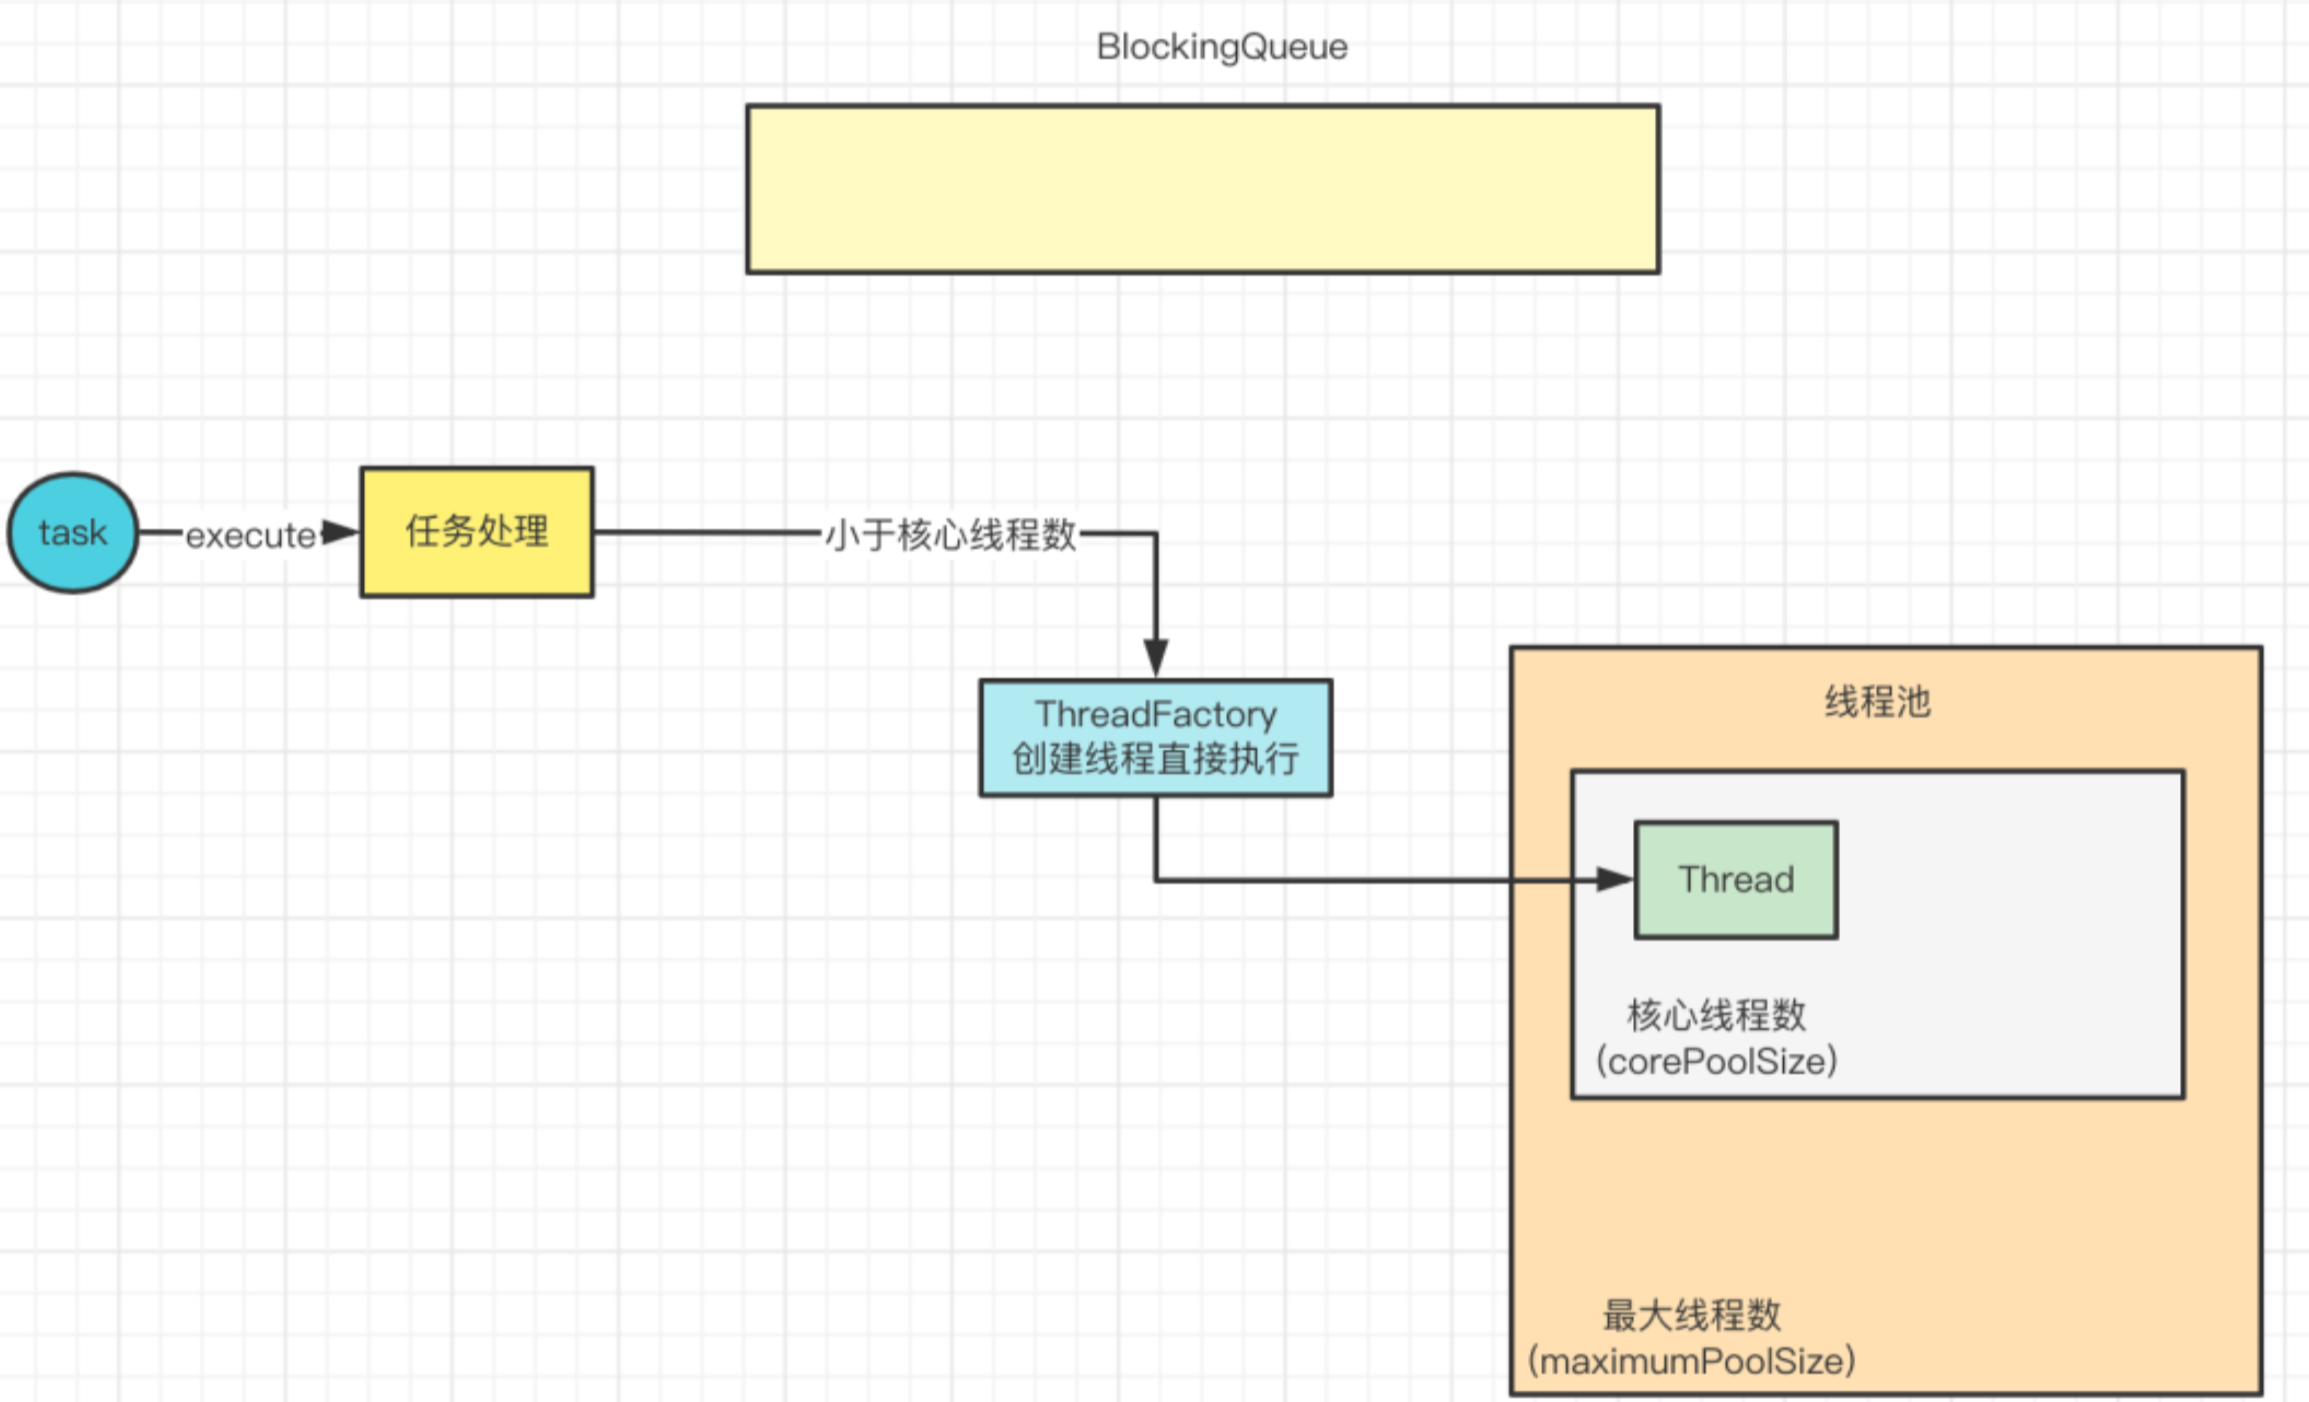 BlockingQueue
task
execute
任务处理
小于核心线程数
ThreadFactory
创建线程直接执行
线程池
Thread
核心线程数
(corePoolSize)
最大线程数
(maximumPoolSize)